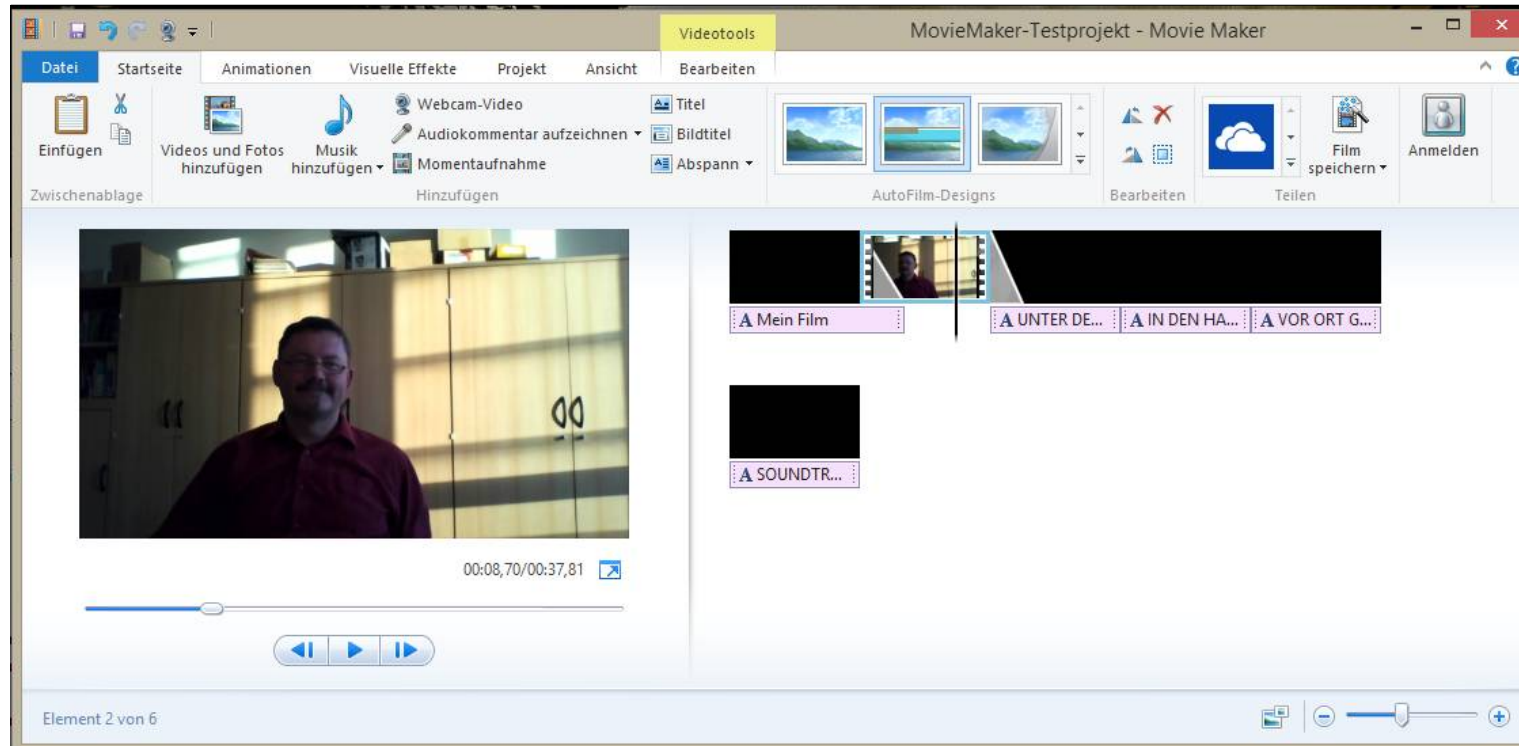 Videotools
MovieMaker-Testprojekt - Movie Maker
Datei Startseite Animationen Visuelle Effekte Projekt Ansicht Bearbeiten
Einfügen
Zwischenablage
Videos und Fotos hinzufügen
Musik hinzufügen
Webcam-Video
Audiokommentar aufzeichnen
Momentaufnahme
Titel
Bildtitel
Abspann
Hinzufügen
AutoFilm-Designs
Bearbeiten
Film speichern
Teilen
Anmelden
A Mein Film
A UNTER DE...
A IN DEN HA...
A VOR ORT G...
A SOUNDTR...
00:08,70/00:37,81
Element 2 von 6